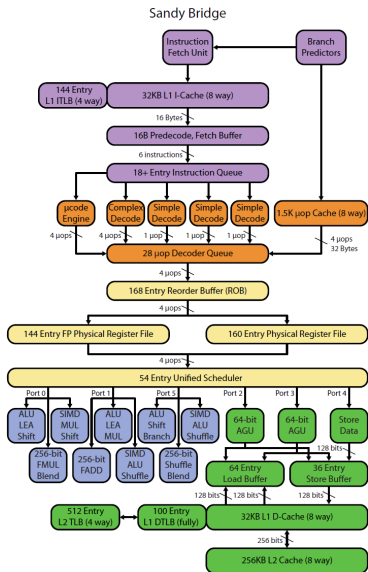 Sandy Bridge
Instruction
Fetch Unit
Branch
Predictors
144 Entry
L1 ITLB (4 way)
32KB L1 I-Cache (8 way)
16 Bytes
16B Predecode, Fetch Buffer
6 instructions
18+ Entry Instruction Queue
μcode
Engine
Complex
Decode
Simple
Decode
Simple
Decode
Simple
Decode
1.5K μop Cache (8 way)
4 μops
4 μops
1 μop
1 μop
1 μop
4 μops
32 Bytes
28 μop Decoder Queue
4 μops
168 Entry Reorder Buffer (ROB)
4 μops
144 Entry FP Physical Register File
160 Entry Physical Register File
4 μops
54 Entry Unified Scheduler
Port 0
Port 1
Port 5
Port 2
Port 3
Port 4
ALU
LEA
Shift
SIMD
MUL
Shift
ALU
LEA
MUL
SIMD
ALU
Shuffle
ALU
Shift
Branch
SIMD
ALU
Shuffle
64-bit
AGU
64-bit
AGU
Store
Data
256-bit
FMUL
Blend
256-bit
FADD
256-bit
Shuffle
Blend
128 bits
64 Entry
Load Buffer
36 Entry
Store Buffer
128 bits
128 bits
128 bits
512 Entry
L2 TLB (4 way)
100 Entry
L1 DTLB (fully)
32KB L1 D-Cache (8 way)
256 bits
256KB L2 Cache (8 way)